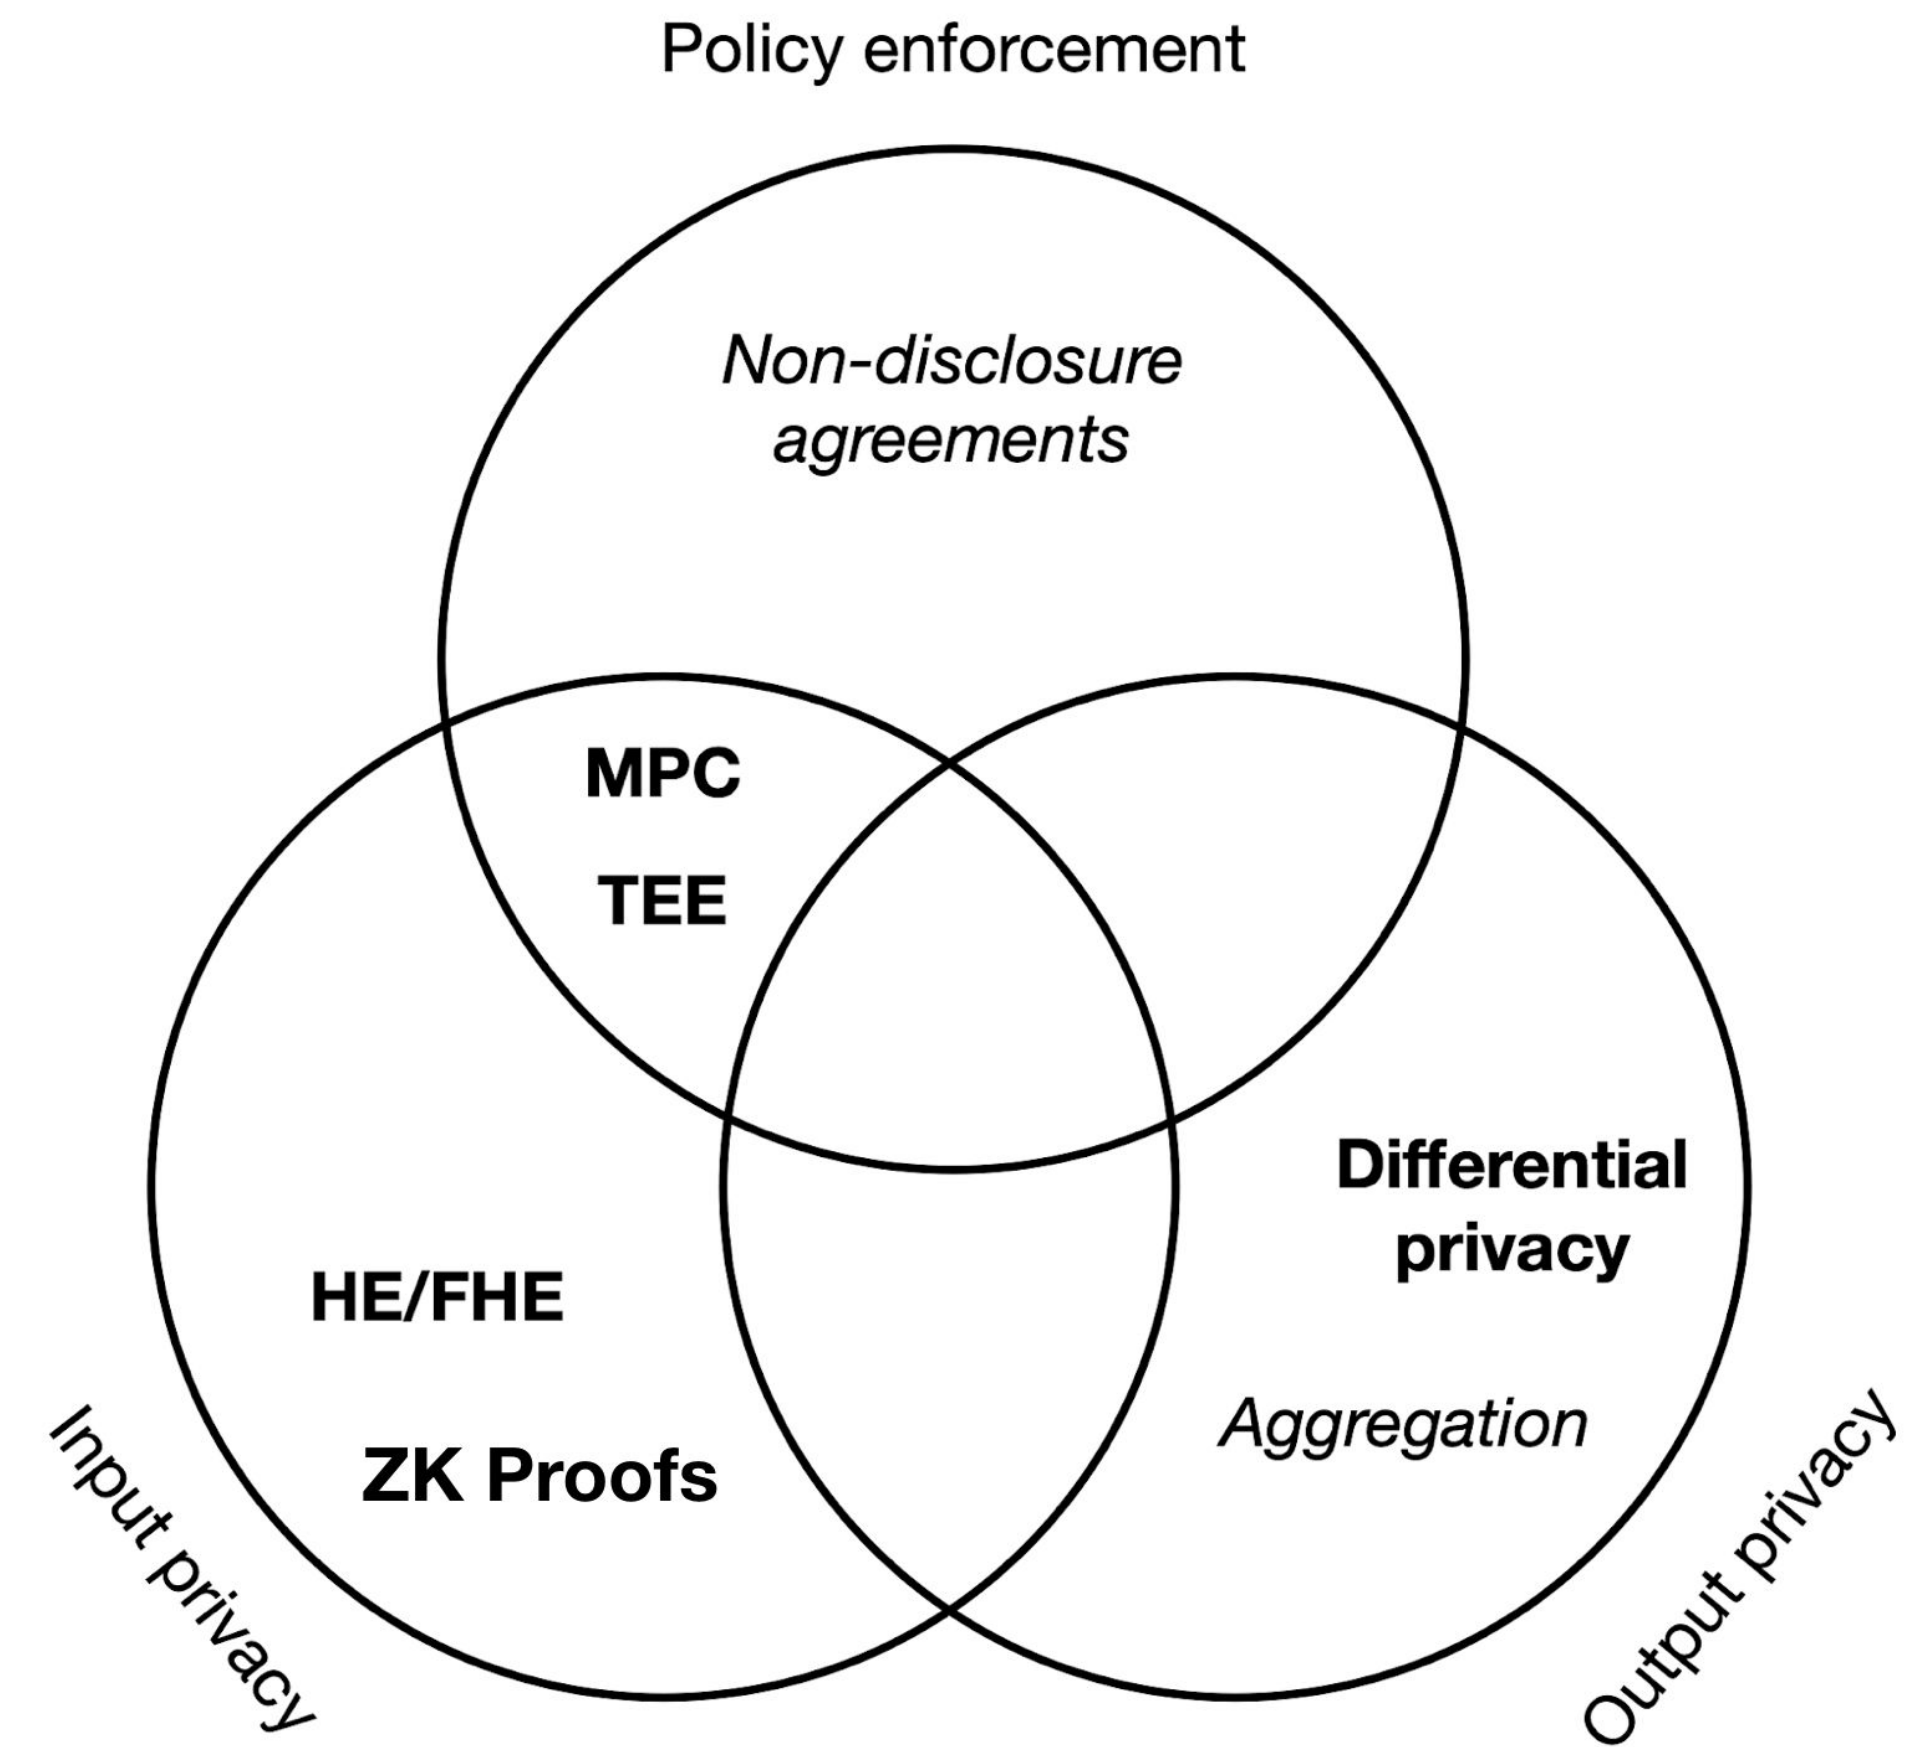 Policy enforcement
Non-disclosure
agreements
MPC
TEE
Differential
privacy
HE/FHE
Aggregation
ZK Proofs
Input privacy
Output privacy